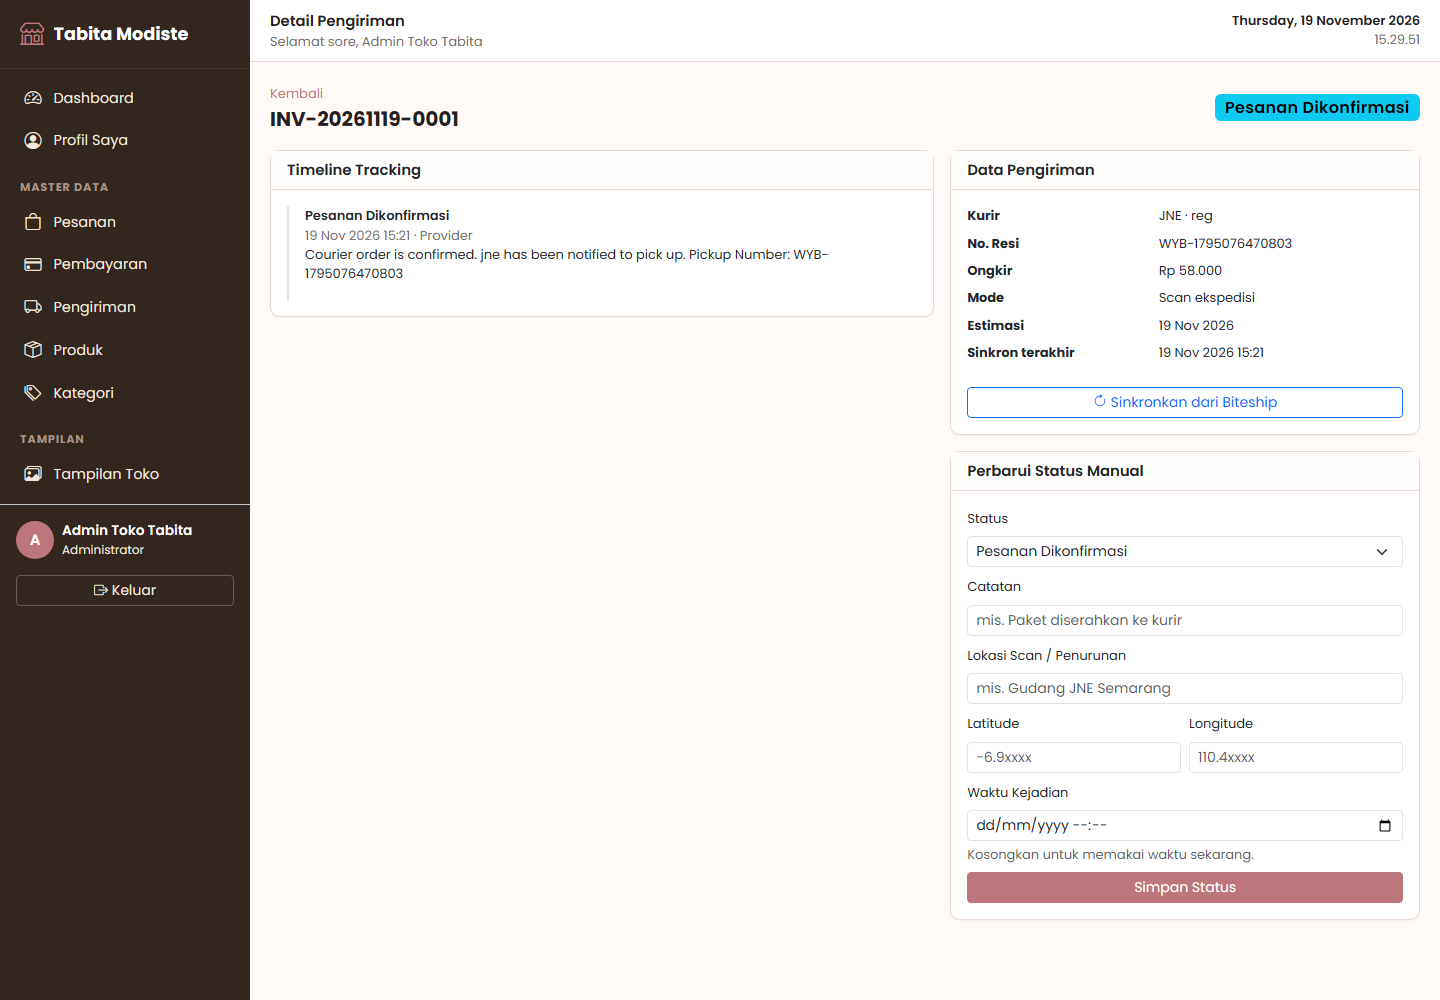 Tabita Modiste
Dashboard
Profil Saya
MASTER DATA
Pesanan
Pembayaran
Pengiriman
Produk
Kategori
TAMPILAN
Tampilan Toko
A
Admin Toko Tabita
Administrator
Keluar
Detail Pengiriman
Selamat sore, Admin Toko Tabita
Thursday, 19 November 2026
15.29.51
Kembali
INV-20261119-0001
Pesanan Dikonfirmasi
Timeline Tracking
Pesanan Dikonfirmasi
19 Nov 2026 15:21 · Provider
Courier order is confirmed. jne has been notified to pick up. Pickup Number: WYB-
1795076470803
Data Pengiriman
Kurir JNE · reg
No. Resi WYB-1795076470803
Ongkir Rp 58.000
Mode Scan ekspedisi
Estimasi 19 Nov 2026
Sinkron terakhir 19 Nov 2026 15:21
Sinkronkan dari Biteship
Perbarui Status Manual
Status
Pesanan Dikonfirmasi
Catatan
mis. Paket diserahkan ke kurir
Lokasi Scan / Penurunan
mis. Gudang JNE Semarang
Latitude Longitude
-6.9xxxx 110.4xxxx
Waktu Kejadian
dd/mm/yyyy --:--
Kosongkan untuk memakai waktu sekarang.
Simpan Status